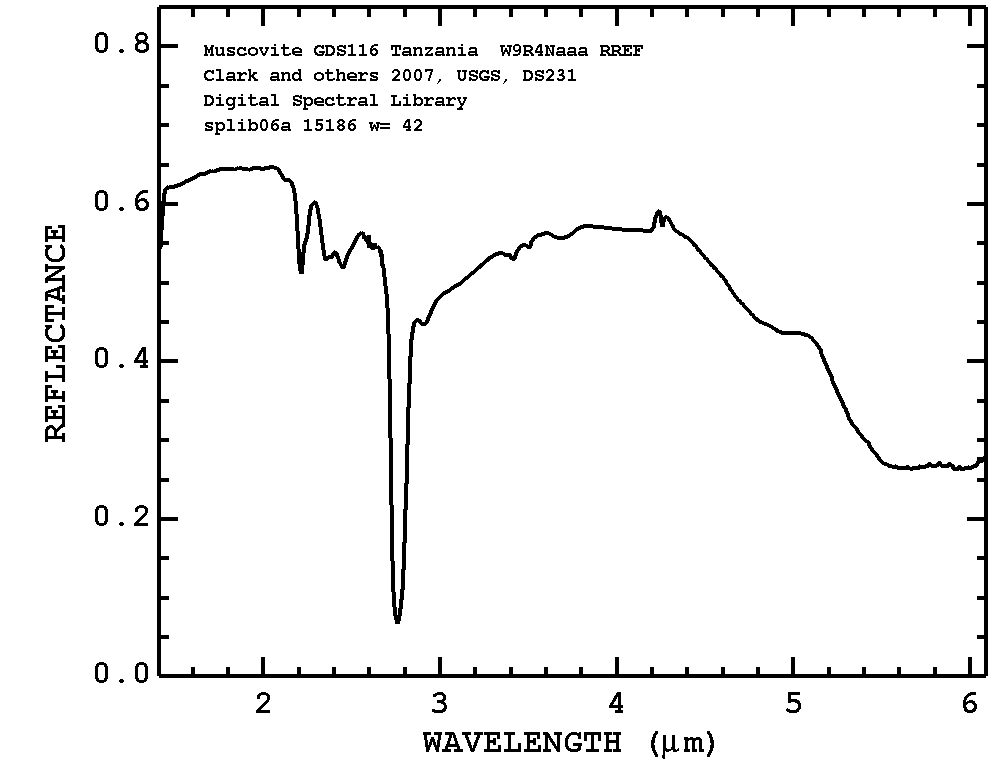 Muscovite GDS116 Tanzania W9R4Naaa RREF
Clark and others 2007, USGS, DS231
Digital Spectral Library
splib06a 15186 w= 42
REFLECTANCE
0.8
0.6
0.4
0.2
0.0
2 3 4 5 6
WAVELENGTH (μm)